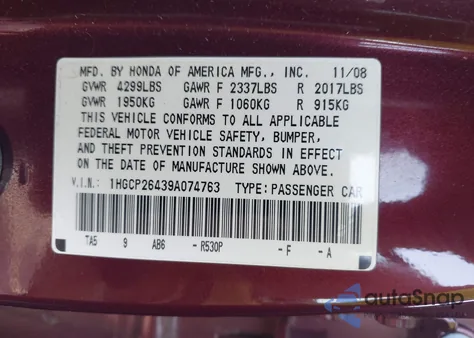 MFD. BY HONDA OF AMERICA MFG., INC. 11/08
GVWR 4299LBS GAWR F 2337LBS R 2017LBS
GVWR 1950KG GAWR F 1060KG R 915KG
THIS VEHICLE CONFORMS TO ALL APPLICABLE
FEDERAL MOTOR VEHICLE SAFETY, BUMPER,
AND THEFT PREVENTION STANDARDS IN EFFECT
ON THE DATE OF MANUFACTURE SHOWN ABOVE.
V.I.N.: 1HGCP26439A074763 TYPE: PASSENGER CAR
TA5 9 AB6 - R530P - F - A
autoSnap